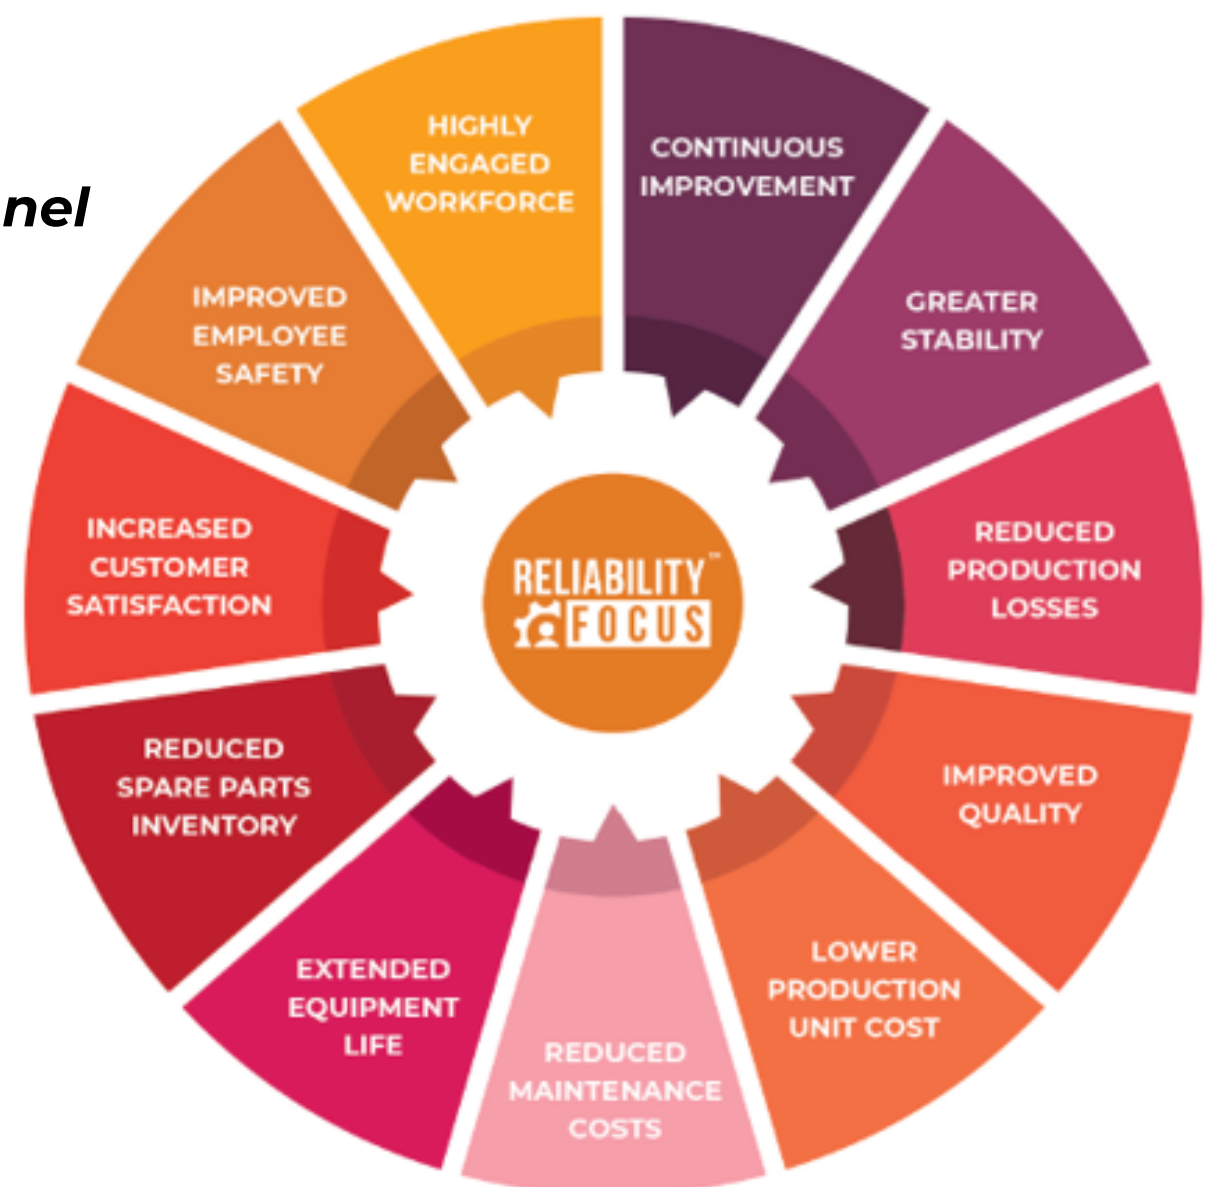 nel
HIGHLY
ENGAGED
WORKFORCE
CONTINUOUS
IMPROVEMENT
GREATER
STABILITY
REDUCED
PRODUCTION
LOSSES
IMPROVED
QUALITY
LOWER
PRODUCTION
UNIT COST
REDUCED
MAINTENANCE
COSTS
EXTENDED
EQUIPMENT
LIFE
REDUCED
SPARE PARTS
INVENTORY
INCREASED
CUSTOMER
SATISFACTION
IMPROVED
EMPLOYEE
SAFETY
RELIABILITY™
FOCUS